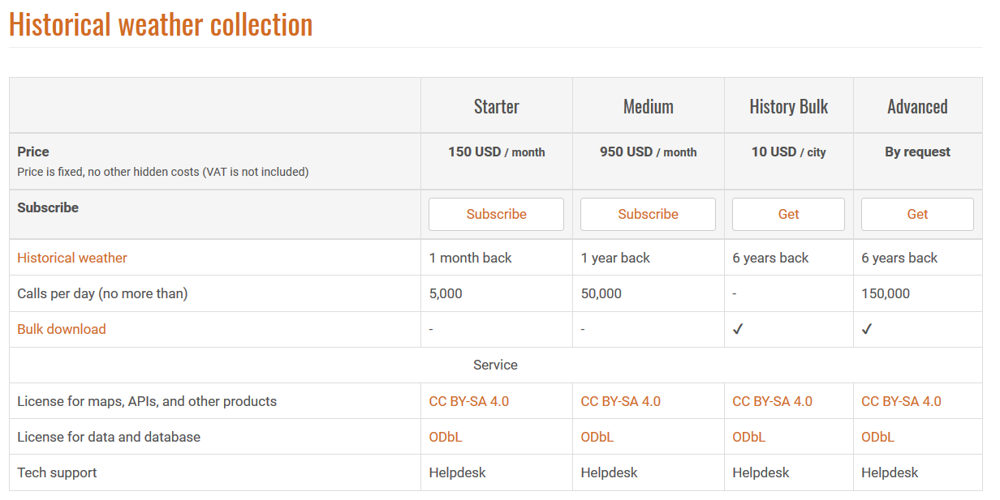 Historical weather collection
Starter Medium History Bulk Advanced
Price 150 USD / month 950 USD / month 10 USD / city By request
Price is fixed, no other hidden costs (VAT is not included)
Subscribe Subscribe Subscribe Get Get
Historical weather 1 month back 1 year back 6 years back 6 years back
Calls per day (no more than) 5,000 50,000 - 150,000
Bulk download - - ✓ ✓
Service
License for maps, APIs, and other products CC BY-SA 4.0 CC BY-SA 4.0 CC BY-SA 4.0 CC BY-SA 4.0
License for data and database ODbL ODbL ODbL ODbL
Tech support Helpdesk Helpdesk Helpdesk Helpdesk